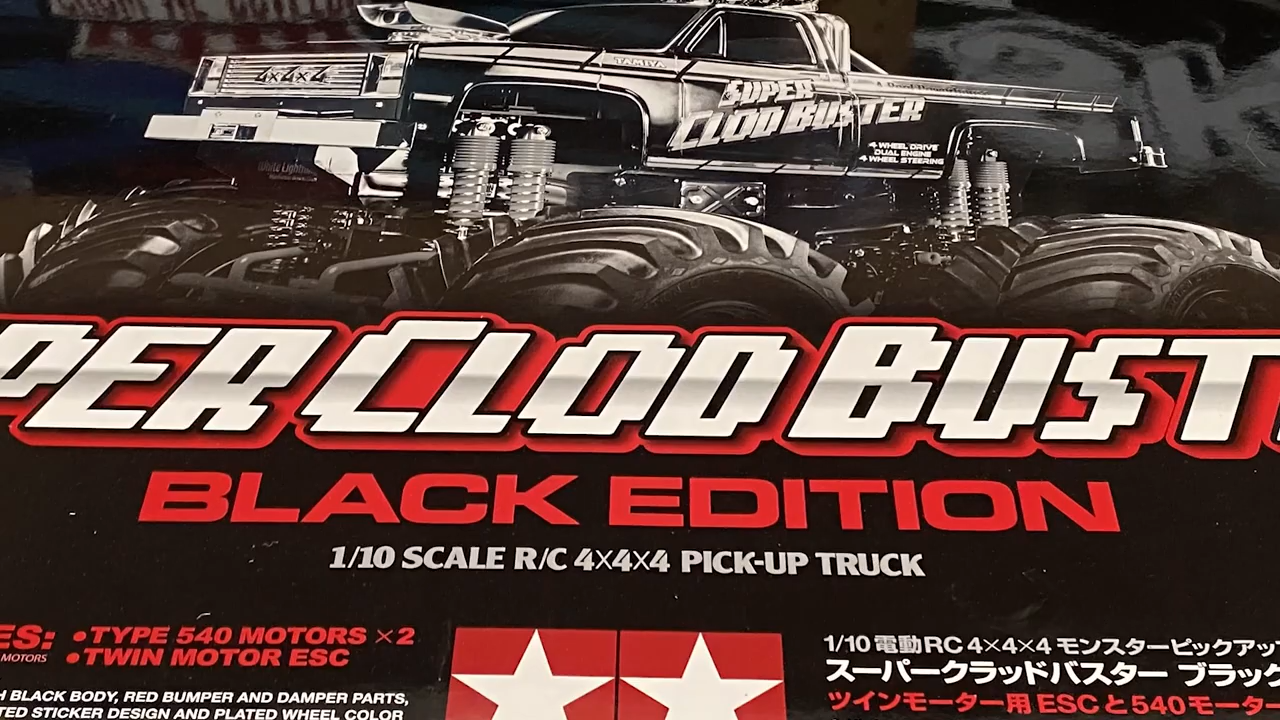 4x4x4
TAMIYA
SUPER
CLOD BUSTER
4 WHEEL DRIVE
DUAL ENGINE
4 WHEEL STEERING
PER CLOD BUST
BLACK EDITION
1/10 SCALE R/C 4×4×4 PICK-UP TRUCK
ES: •TYPE 540 MOTORS ×2
MOTORS •TWIN MOTOR ESC
H BLACK BODY, RED BUMPER AND DAMPER PARTS,
TED STICKER DESIGN AND PLATED WHEEL COLOR
1/10 電動RC 4×4×4 モンスターピックアッ
スーパークラッドバスター ブラック
ツインモーター用 ESCと540モーター